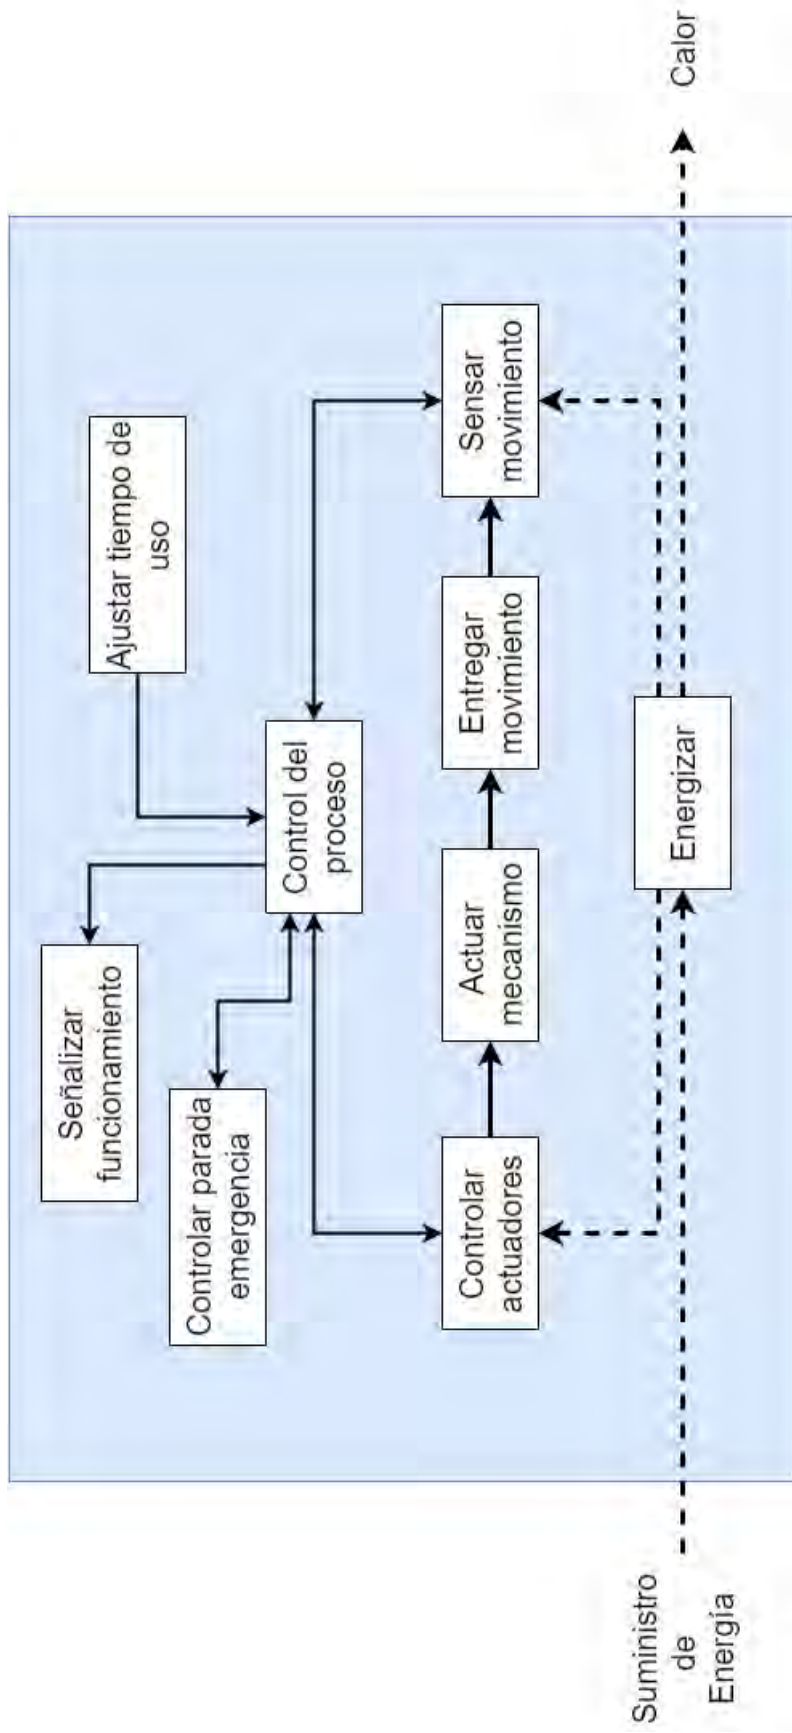 Señalizar
funcionamiento
Ajustar tiempo de
uso
Controlar parada
emergencia
Control del
proceso
Controlar
actuadores
Actuar
mecanismo
Entregar
movimiento
Sensar
movimiento
Suministro
de
Energía
Energizar
Calor